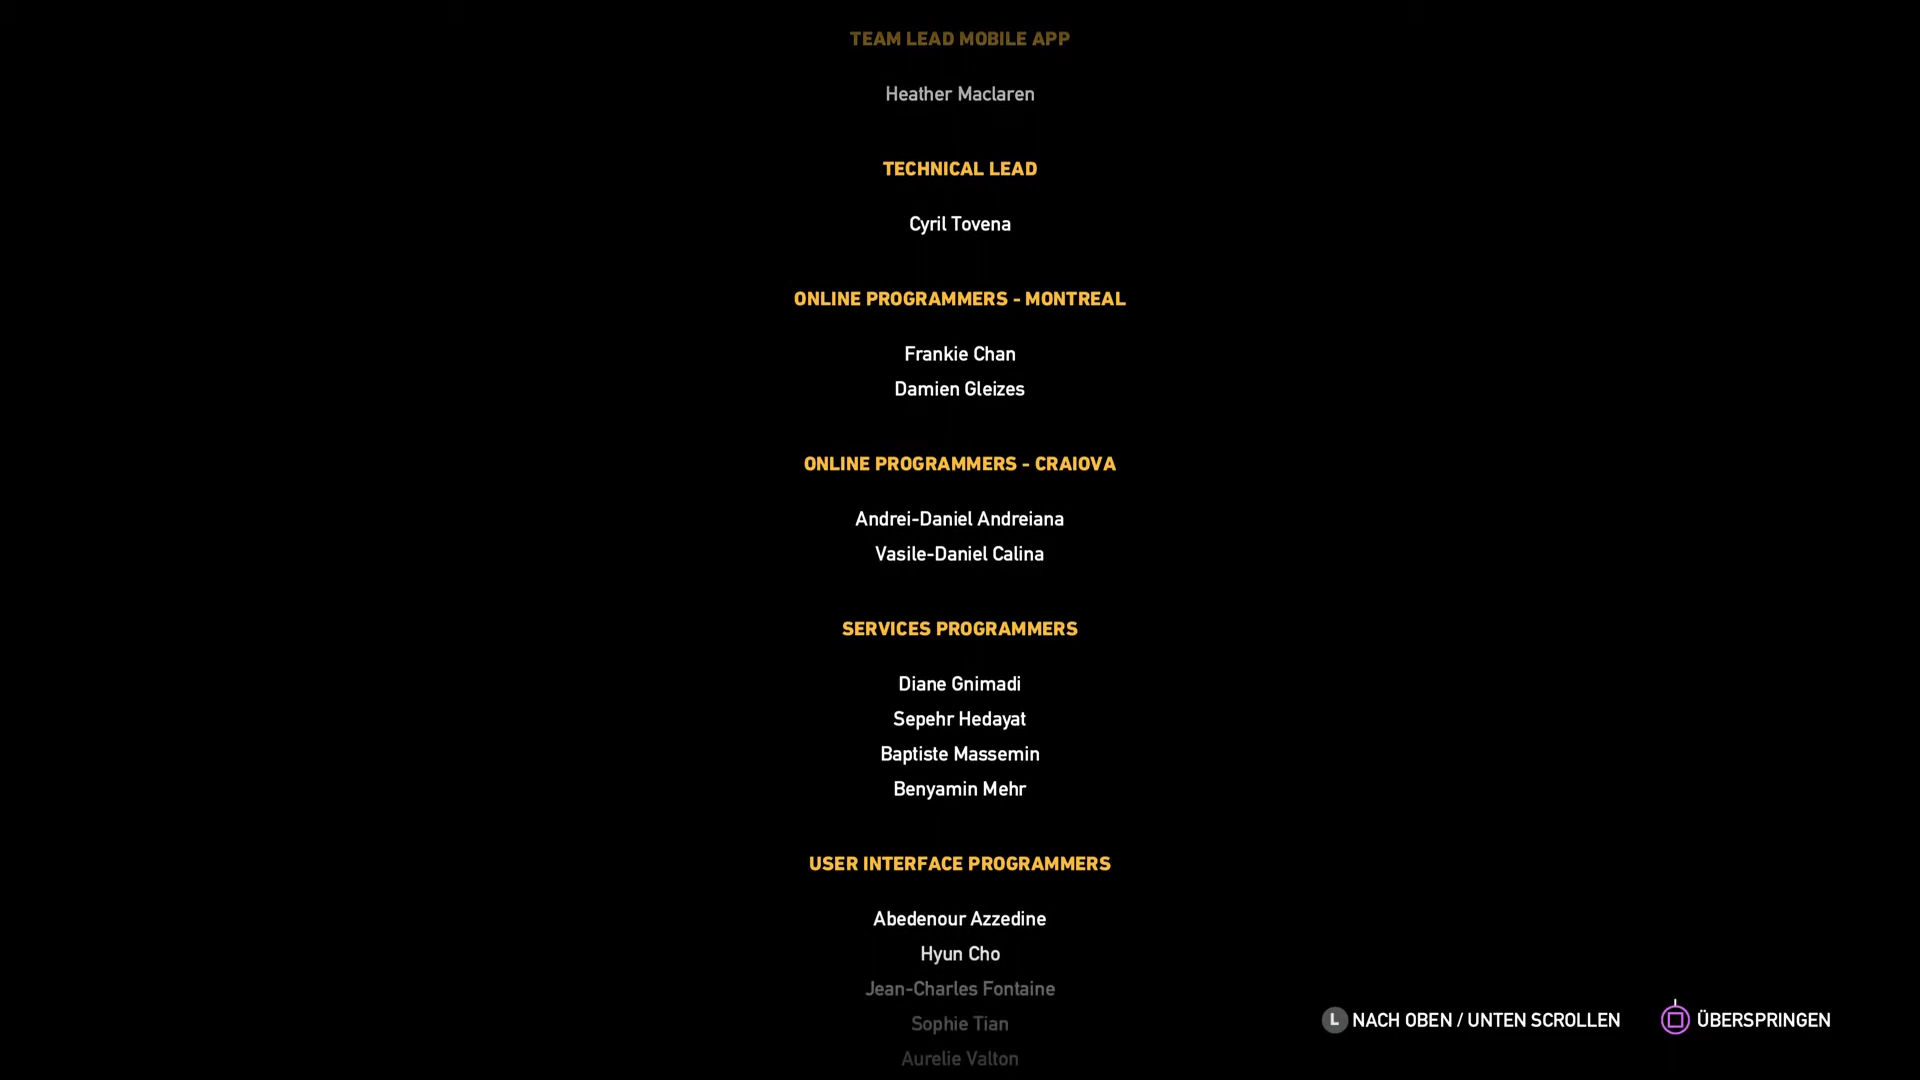 TEAM LEAD MOBILE APP
Heather Maclaren
TECHNICAL LEAD
Cyril Tovena
ONLINE PROGRAMMERS - MONTREAL
Frankie Chan
Damien Gleizes
ONLINE PROGRAMMERS - CRAIOVA
Andrei-Daniel Andreiana
Vasile-Daniel Calina
SERVICES PROGRAMMERS
Diane Gnimadi
Sepehr Hedayat
Baptiste Massemin
Benyamin Mehr
USER INTERFACE PROGRAMMERS
Abedenour Azzedine
Hyun Cho
Jean-Charles Fontaine
Sophie Tian
Aurelie Valton
L NACH OBEN / UNTEN SCROLLEN ÜBERSPRINGEN